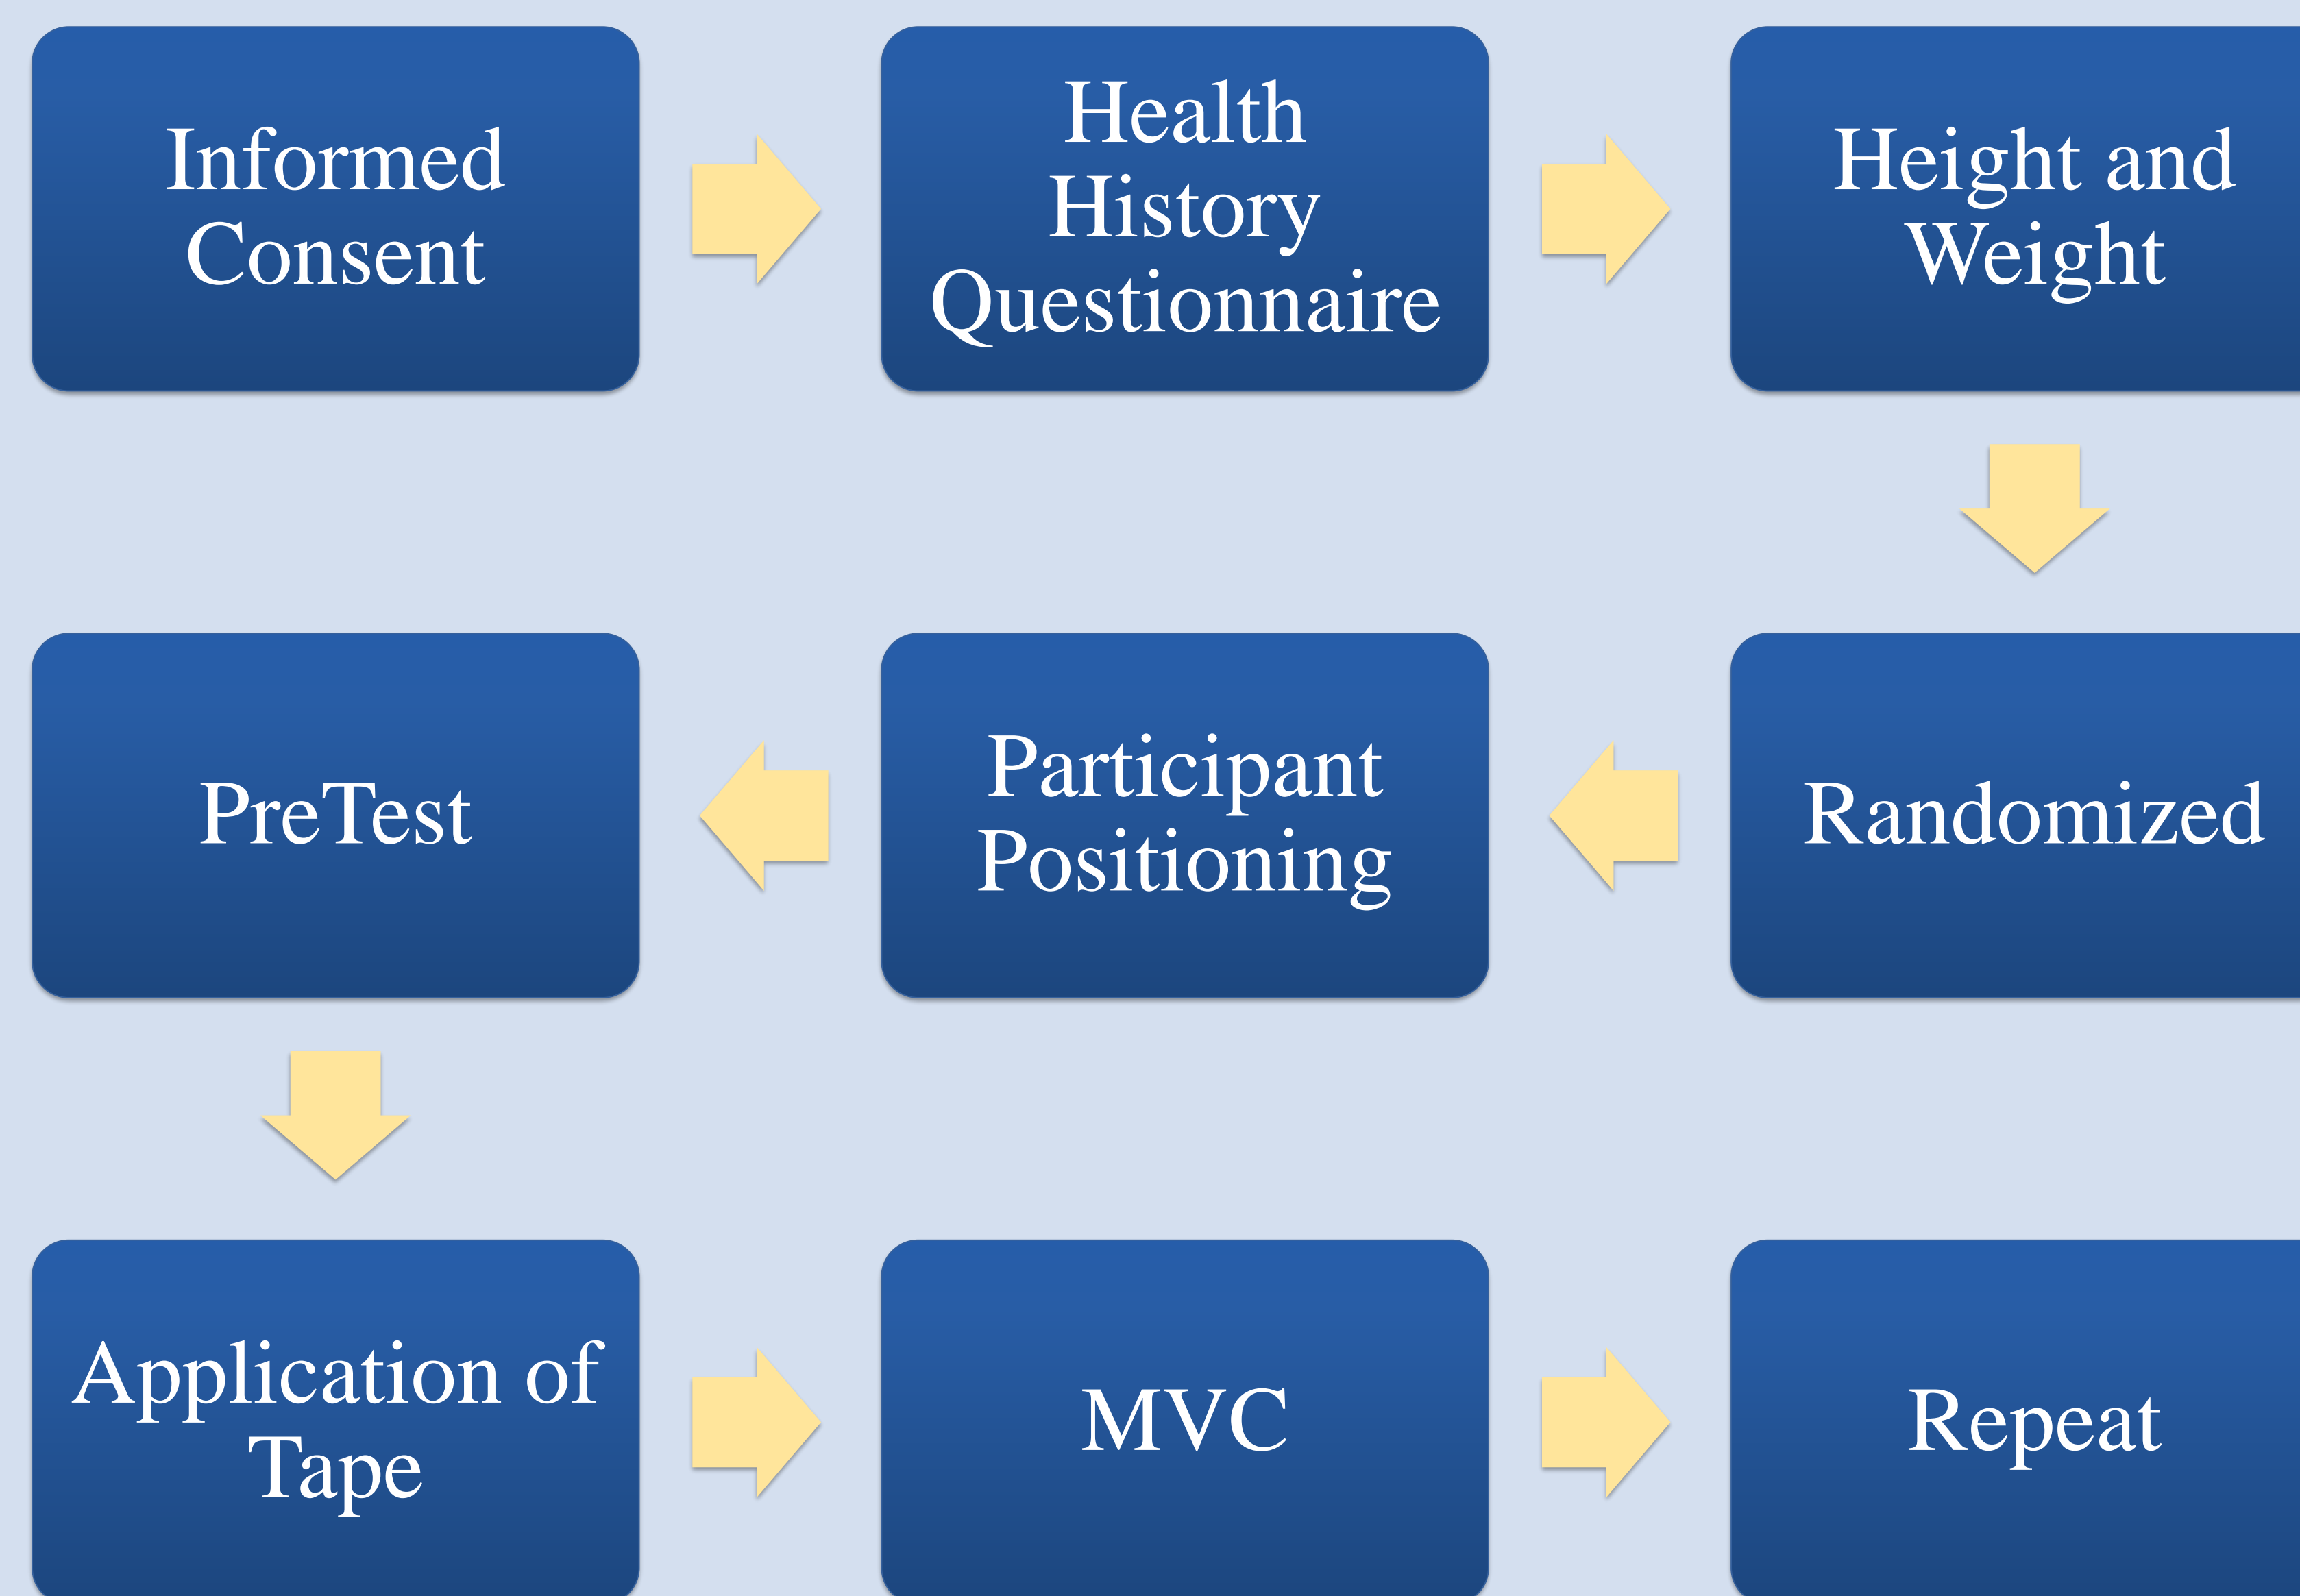 Informed
Consent
Health
History
Questionnaire
Height and
Weight
Randomized
Participant
Positioning
PreTest
Application of
Tape
MVC
Repeat